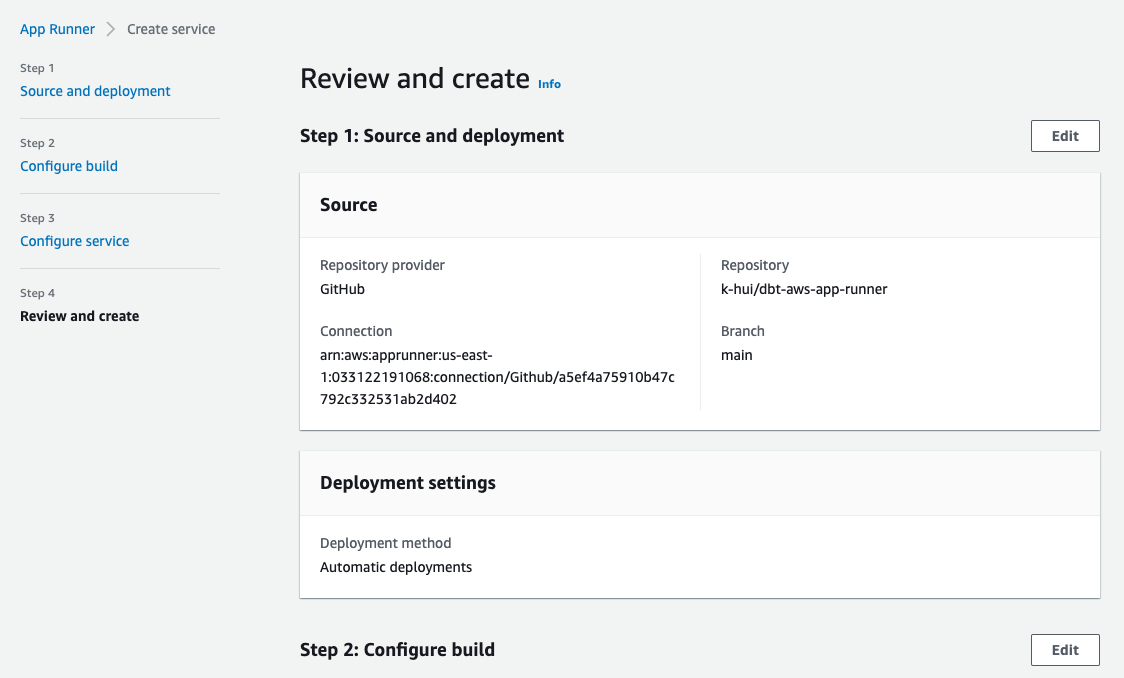 App Runner
Create service
Step 1
Source and deployment
Step 2
Configure build
Step 3
Configure service
Step 4
Review and create
Review and create Info
Step 1: Source and deployment
Edit
Source
Repository provider
GitHub
Connection
arn:aws:apprunner:us-east-
1:033122191068:connection/Github/a5ef4a75910b47c
792c332531ab2d402
Repository
k-hui/dbt-aws-app-runner
Branch
main
Deployment settings
Deployment method
Automatic deployments
Step 2: Configure build
Edit